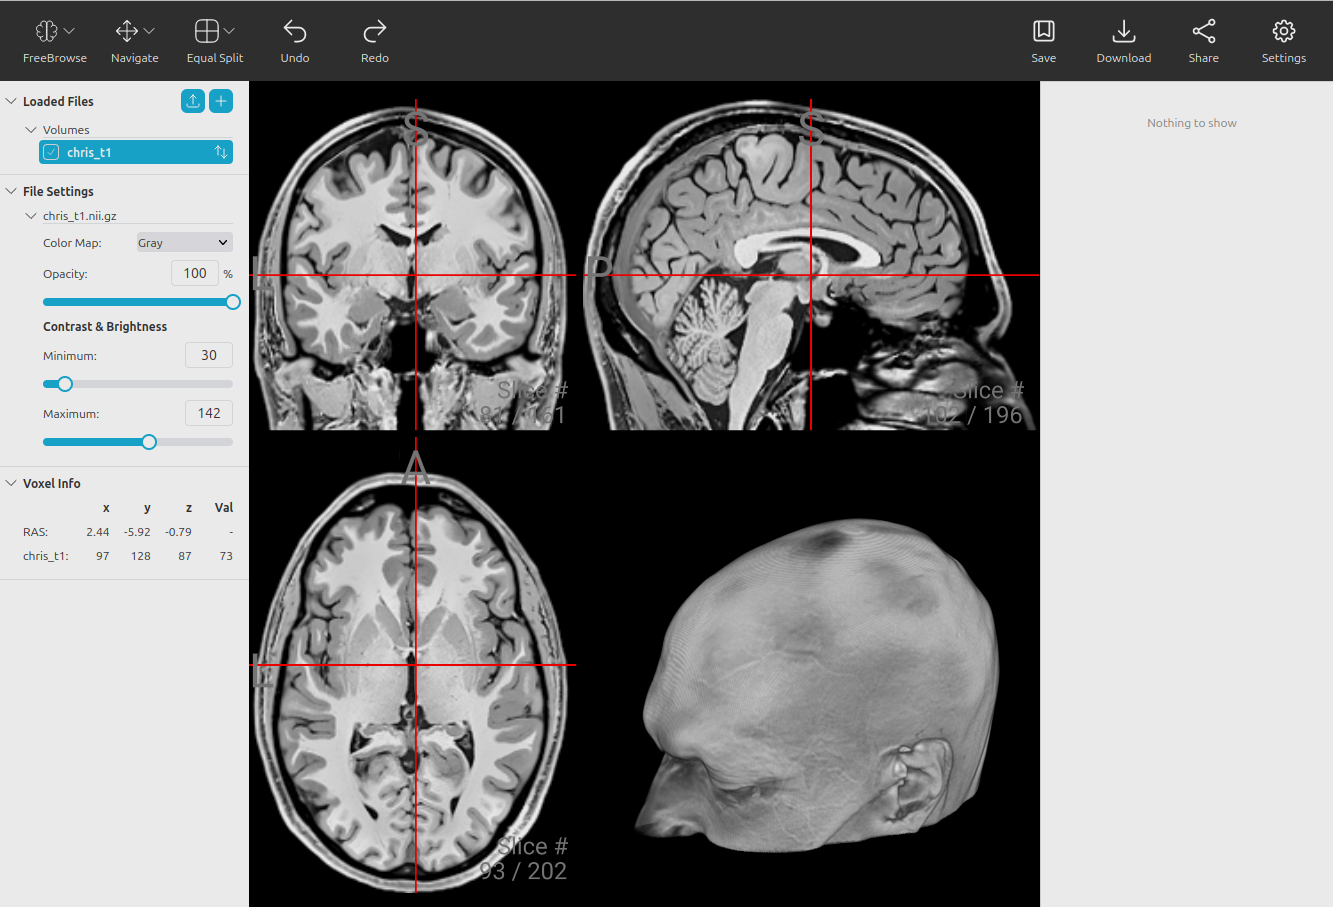 FreeBrowse
Navigate
Equal Split
Undo
Redo
Save
Download
Share
Settings
Loaded Files
Volumes
chris_t1
File Settings
chris_t1.nii.gz
Color Map:
Gray
Opacity:
100
%
Contrast & Brightness
Minimum:
30
Maximum:
142
Voxel Info
x y z Val
RAS: 2.44 -5.92 -0.79 -
chris_t1: 97 128 87 73
S
L
Slice #
81 / 161
S
P
Slice #
102 / 196
A
L
Slice #
93 / 202
Nothing to show